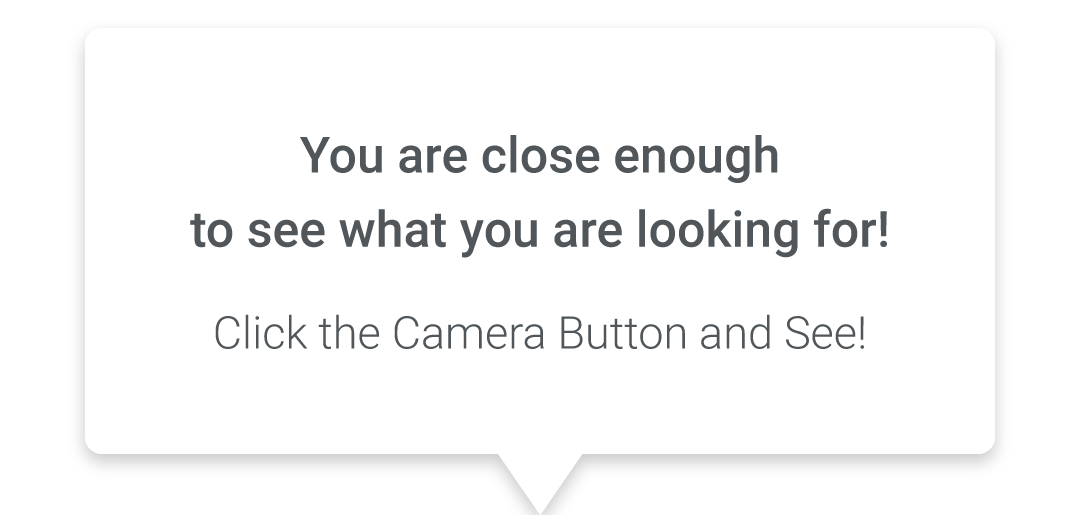 You are close enough
to see what you are looking for!
Click the Camera Button and See!